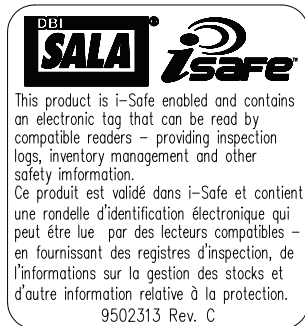 DBI
SALA® isafe™
This product is i-Safe enabled and contains
an electronic tag that can be read by
compatible readers – providing inspection
logs, inventory management and other
safety imformation.
Ce produit est validé dans i-Safe et contient
une rondelle d'identification électronique qui
peut étre lue par des lecteurs compatibles –
en fournissant des registres d'inspection, de
l'informations sur la gestion des stocks et
d'autre information relative à la protection.
9502313 Rev. C